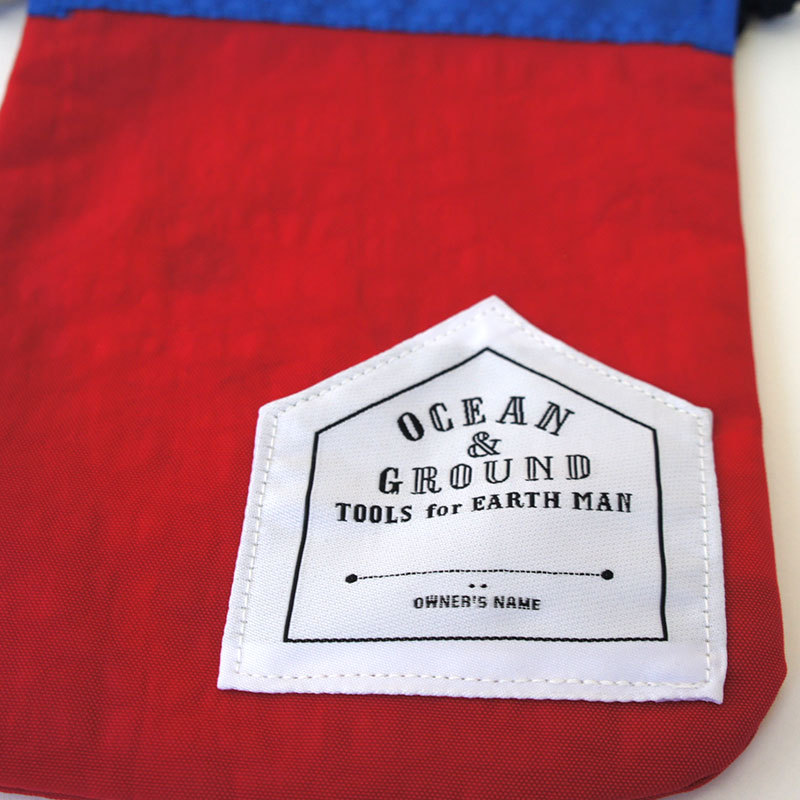 OCEAN
&
GROUND
TOOLS for EARTH MAN
OWNER'S NAME